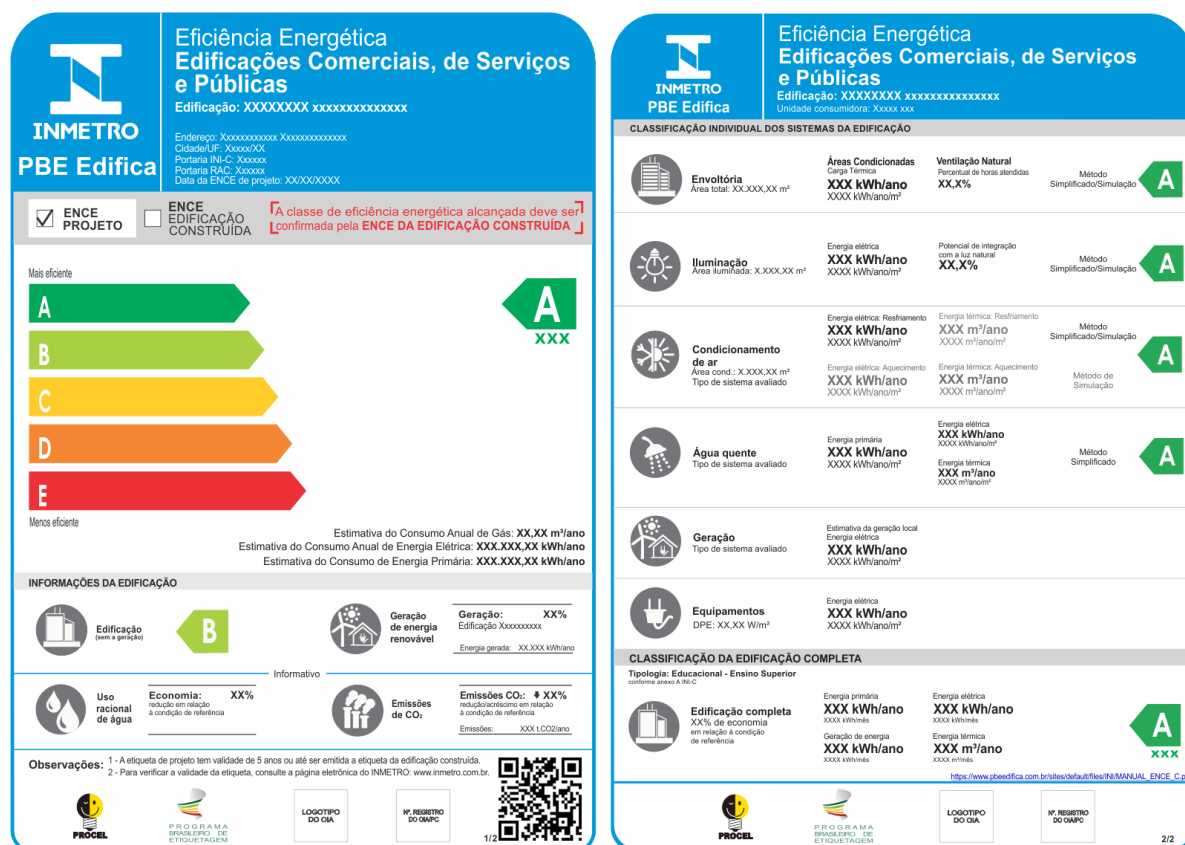 Eficiência Energética
Edificações Comerciais, de Serviços
e Públicas
Edificação: XXXXXXXX xxxxxxxxxxxxxx
INMETRO
PBE Edifica
Endereço: Xxxxxxxxxxx Xxxxxxxxxxxxx
Cidade/UF: Xxxxx/XX
Portaria INI-C: Xxxxxx
Portaria RAC: Xxxxxx
Data da ENCE de projeto: XX/XX/XXXX
ENCE
PROJETO
ENCE
EDIFICAÇÃO
CONSTRUÍDA
A classe de eficiência energética alcançada deve ser
confirmada pela ENCE DA EDIFICAÇÃO CONSTRUÍDA
Mais eficiente
A
B
C
D
E
Menos eficiente
A
XXX
Estimativa do Consumo Anual de Gás: XX,XX m³/ano
Estimativa do Consumo Anual de Energia Elétrica: XXX.XXX,XX kWh/ano
Estimativa do Consumo de Energia Primária: XXX.XXX,XX kWh/ano
INFORMAÇÕES DA EDIFICAÇÃO
Edificação
(sem a geração)
B
Geração
de energia
renovável
Geração: XX%
Edificação Xxxxxxxxxx
Energia gerada: XX.XXX kWh/ano
Informativo
Uso
racional
de água
Economia: XX%
redução em relação
à condição de referência
Emissões
de CO₂
Emissões CO₂: XX%
redução/acréscimo em relação
à condição de referência
Emissões: XXX t.CO2/ano
Observações:
1 - A etiqueta de projeto tem validade de 5 anos ou até ser emitida a etiqueta da edificação construída.
2 - Para verificar a validade da etiqueta, consulte a página eletrônica do INMETRO: www.inmetro.com.br.
PROCEL
PROGRAMA
BRASILEIRO DE
ETIQUETAGEM
LOGOTIPO
DO OIA
Nº. REGISTRO
DO OIA/PC
1/2
Eficiência Energética
Edificações Comerciais, de Serviços
e Públicas
Edificação: XXXXXXXX xxxxxxxxxxxxxxx
Unidade consumidora: Xxxxx xxx
INMETRO
PBE Edifica
CLASSIFICAÇÃO INDIVIDUAL DOS SISTEMAS DA EDIFICAÇÃO
Envoltória
Área total: XX.XXX,XX m²
Áreas Condicionadas
Carga Térmica
XXX kWh/ano
XXXX kWh/ano/m²
Ventilação Natural
Percentual de horas atendidas
XX,X%
Método
Simplificado/Simulação
A
Iluminação
Área iluminada: X.XXX,XX m²
Energia elétrica
XXX kWh/ano
XXXX kWh/ano/m²
Potencial de integração
com a luz natural
XX,X%
Método
Simplificado/Simulação
A
Condicionamento
de ar
Área cond.: X.XXX,XX m²
Tipo de sistema avaliado
Energia elétrica: Resfriamento
XXX kWh/ano
XXXX kWh/ano/m²
Energia térmica: Resfriamento
XXX m³/ano
XXXX m³/ano/m²
Método
Simplificado/Simulação
Energia elétrica: Aquecimento
XXX kWh/ano
XXXX kWh/ano/m²
Energia térmica: Aquecimento
XXX m³/ano
XXXX m³/ano/m²
Método de
Simulação
A
Água quente
Tipo de sistema avaliado
Energia primária
XXX kWh/ano
XXXX kWh/ano/m²
Energia elétrica
XXX kWh/ano
XXXX kWh/ano/m²
Energia térmica
XXX m³/ano
XXXX m³/ano/m²
Método
Simplificado
A
Geração
Tipo de sistema avaliado
Estimativa da geração local
Energia elétrica
XXX kWh/ano
XXXX kWh/ano/m²
Equipamentos
DPE: XX,XX W/m²
Energia elétrica
XXX kWh/ano
XXXX kWh/ano/m²
CLASSIFICAÇÃO DA EDIFICAÇÃO COMPLETA
Tipologia: Educacional - Ensino Superior
conforme anexo A INI-C
Edificação completa
XX% de economia
em relação à condição
de referência
Energia primária
XXX kWh/ano
XXXX kWh/mês
Energia elétrica
XXX kWh/ano
XXXX kWh/mês
Geração de energia
XXX kWh/ano
XXXX kWh/mês
Energia térmica
XXX m³/ano
XXXX m³/mês
A
XXX
https://www.pbeedifica.com.br/sites/default/files/INI/MANUAL_ENCE_C.p
PROCEL
PROGRAMA
BRASILEIRO DE
ETIQUETAGEM
LOGOTIPO
DO OIA
Nº. REGISTRO
DO OIA/PC
2/2